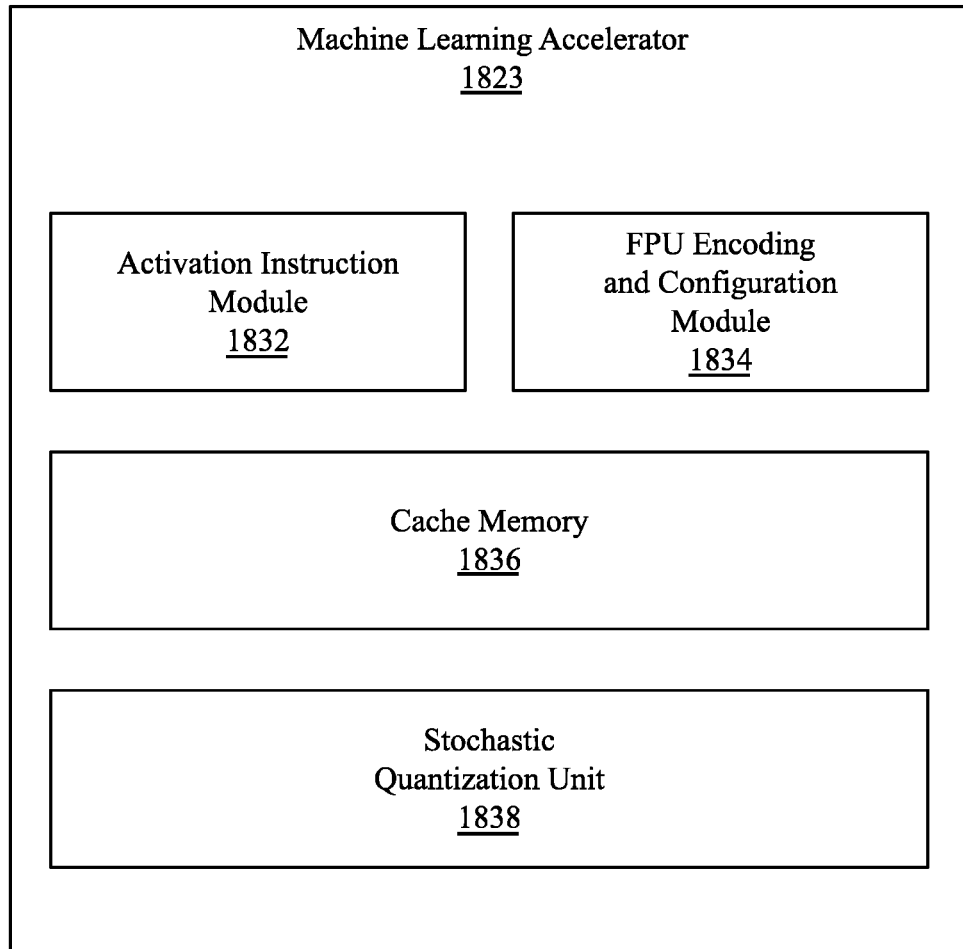 Machine Learning Accelerator
1823
Activation Instruction
Module
1832
FPU Encoding
and Configuration
Module
1834
Cache Memory
1836
Stochastic
Quantization Unit
1838